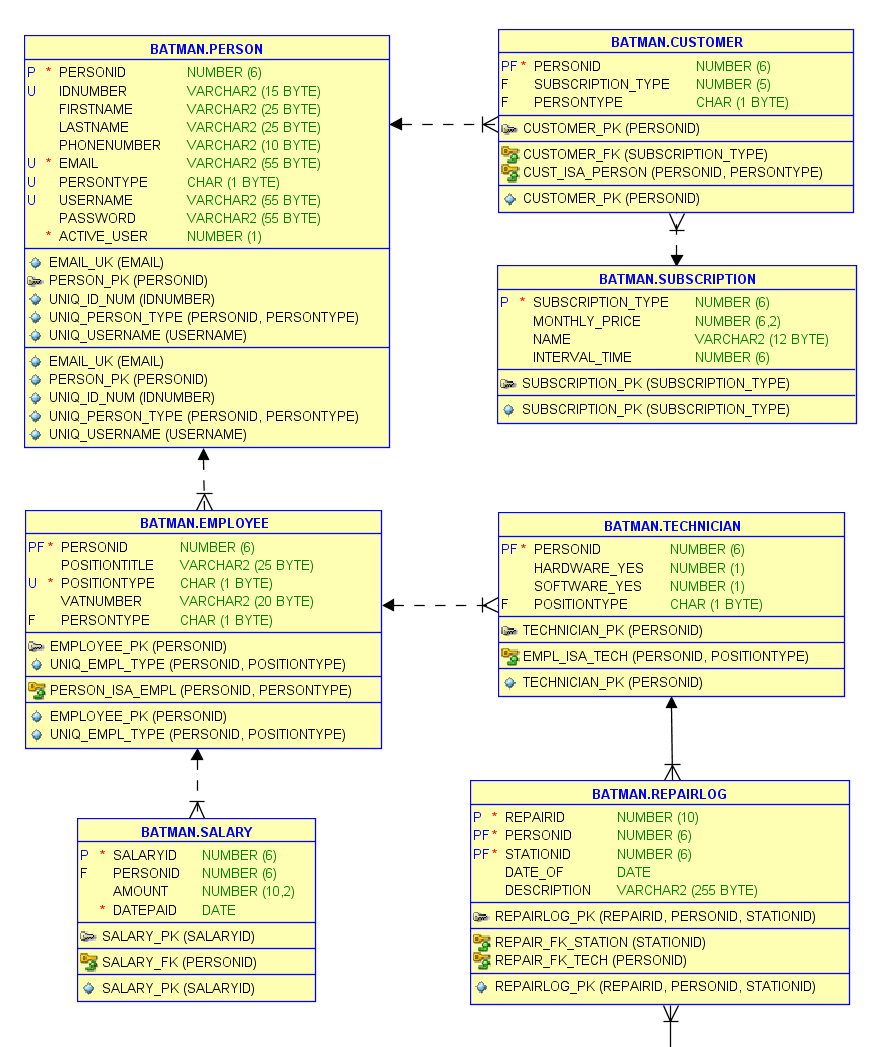 BATMAN.PERSON
P * PERSONID NUMBER (6)
U IDNUMBER VARCHAR2 (15 BYTE)
FIRSTNAME VARCHAR2 (25 BYTE)
LASTNAME VARCHAR2 (25 BYTE)
PHONENUMBER VARCHAR2 (10 BYTE)
U * EMAIL VARCHAR2 (55 BYTE)
U PERSONTYPE CHAR (1 BYTE)
U USERNAME VARCHAR2 (55 BYTE)
PASSWORD VARCHAR2 (55 BYTE)
* ACTIVE_USER NUMBER (1)
EMAIL_UK (EMAIL)
PERSON_PK (PERSONID)
UNIQ_ID_NUM (IDNUMBER)
UNIQ_PERSON_TYPE (PERSONID, PERSONTYPE)
UNIQ_USERNAME (USERNAME)
EMAIL_UK (EMAIL)
PERSON_PK (PERSONID)
UNIQ_ID_NUM (IDNUMBER)
UNIQ_PERSON_TYPE (PERSONID, PERSONTYPE)
UNIQ_USERNAME (USERNAME)
BATMAN.CUSTOMER
PF * PERSONID NUMBER (6)
F SUBSCRIPTION_TYPE NUMBER (5)
F PERSONTYPE CHAR (1 BYTE)
CUSTOMER_PK (PERSONID)
CUSTOMER_FK (SUBSCRIPTION_TYPE)
CUST_ISA_PERSON (PERSONID, PERSONTYPE)
CUSTOMER_PK (PERSONID)
BATMAN.SUBSCRIPTION
P * SUBSCRIPTION_TYPE NUMBER (6)
MONTHLY_PRICE NUMBER (6,2)
NAME VARCHAR2 (12 BYTE)
INTERVAL_TIME NUMBER (6)
SUBSCRIPTION_PK (SUBSCRIPTION_TYPE)
SUBSCRIPTION_PK (SUBSCRIPTION_TYPE)
BATMAN.EMPLOYEE
PF * PERSONID NUMBER (6)
POSITIONTITLE VARCHAR2 (25 BYTE)
U * POSITIONTYPE CHAR (1 BYTE)
VATNUMBER VARCHAR2 (20 BYTE)
F PERSONTYPE CHAR (1 BYTE)
EMPLOYEE_PK (PERSONID)
UNIQ_EMPL_TYPE (PERSONID, POSITIONTYPE)
PERSON_ISA_EMPL (PERSONID, PERSONTYPE)
EMPLOYEE_PK (PERSONID)
UNIQ_EMPL_TYPE (PERSONID, POSITIONTYPE)
BATMAN.TECHNICIAN
PF * PERSONID NUMBER (6)
HARDWARE_YES NUMBER (1)
SOFTWARE_YES NUMBER (1)
F POSITIONTYPE CHAR (1 BYTE)
TECHNICIAN_PK (PERSONID)
EMPL_ISA_TECH (PERSONID, POSITIONTYPE)
TECHNICIAN_PK (PERSONID)
BATMAN.SALARY
P * SALARYID NUMBER (6)
F PERSONID NUMBER (6)
AMOUNT NUMBER (10,2)
* DATEPAID DATE
SALARY_PK (SALARYID)
SALARY_FK (PERSONID)
SALARY_PK (SALARYID)
BATMAN.REPAIRLOG
P * REPAIRID NUMBER (10)
PF * PERSONID NUMBER (6)
PF * STATIONID NUMBER (6)
DATE_OF DATE
DESCRIPTION VARCHAR2 (255 BYTE)
REPAIRLOG_PK (REPAIRID, PERSONID, STATIONID)
REPAIR_FK_STATION (STATIONID)
REPAIR_FK_TECH (PERSONID)
REPAIRLOG_PK (REPAIRID, PERSONID, STATIONID)